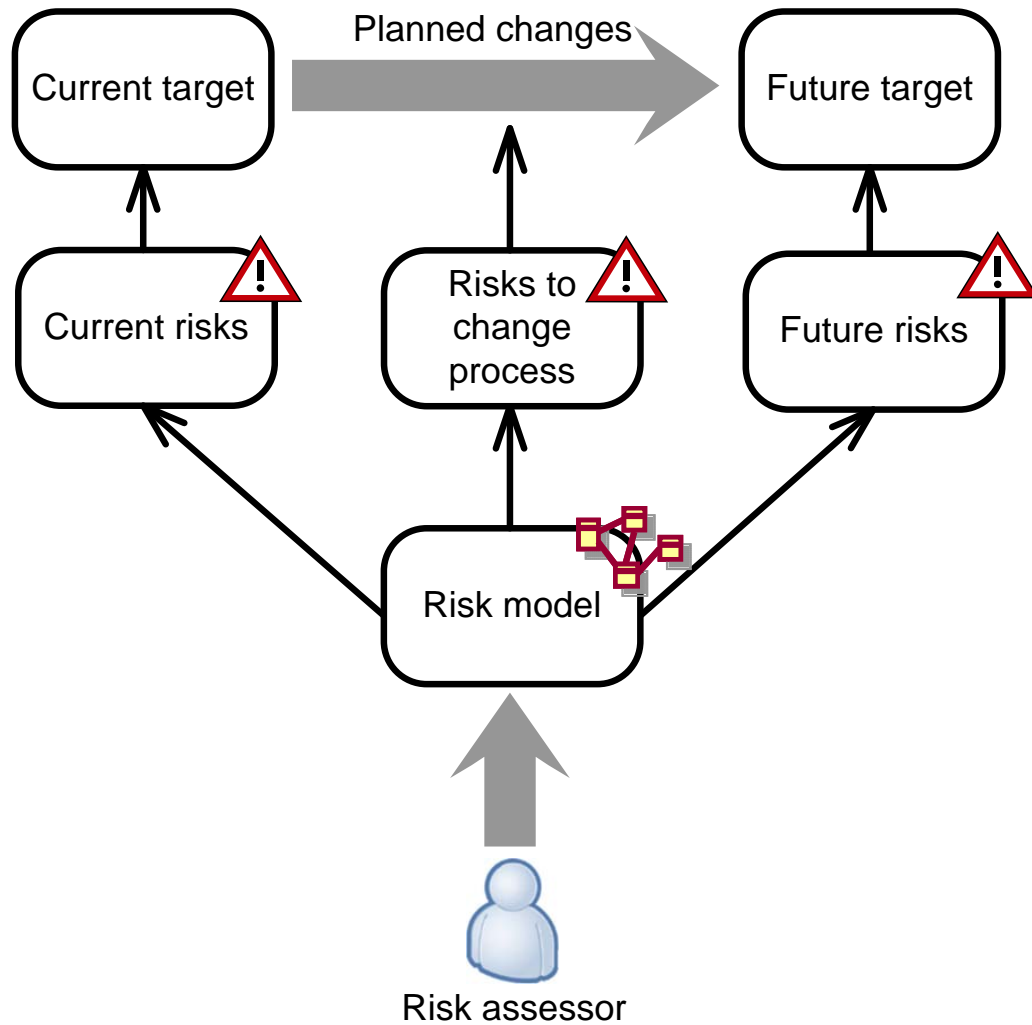 Planned changes
Current target
Future target
Current risks
Risks to
change
process
Future risks
Risk model
Risk assessor